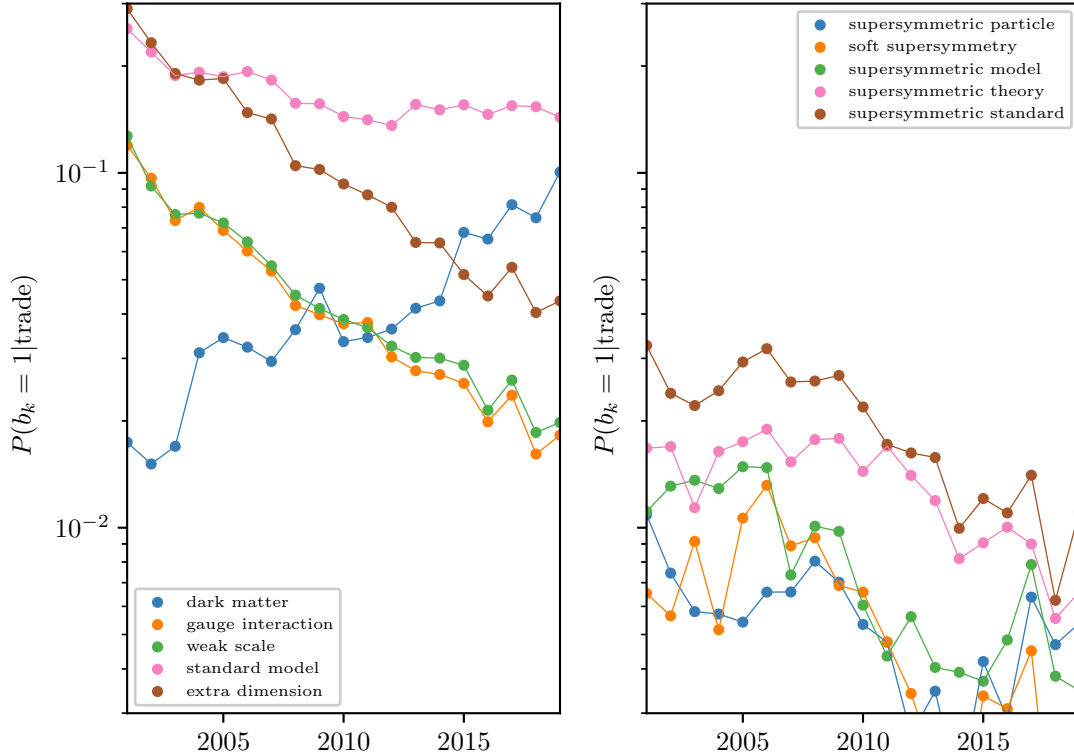 P(b_k = 1|trade)
10^{-1}
10^{-2}
dark matter
gauge interaction
weak scale
standard model
extra dimension
2005 2010 2015
P(b_k = 1|trade)
supersymmetric particle
soft supersymmetry
supersymmetric model
supersymmetric theory
supersymmetric standard
2005 2010 2015